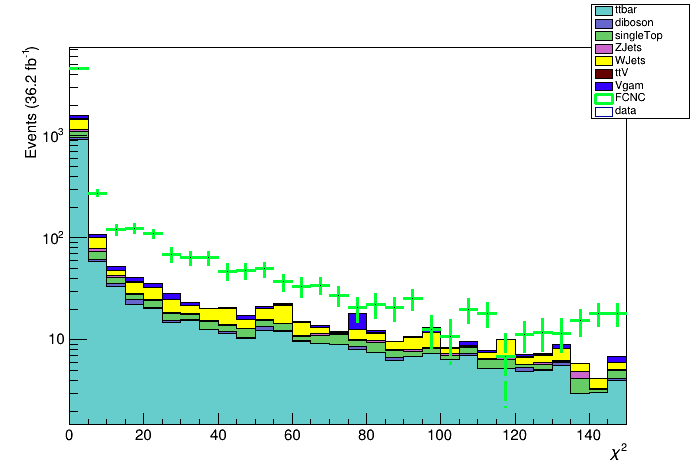 ttbar
diboson
singleTop
ZJets
WJets
ttV
Vgam
FCNC
data
Events (36.2 fb⁻¹)
10³
10²
10
0 20 40 60 80 100 120 140
χ²